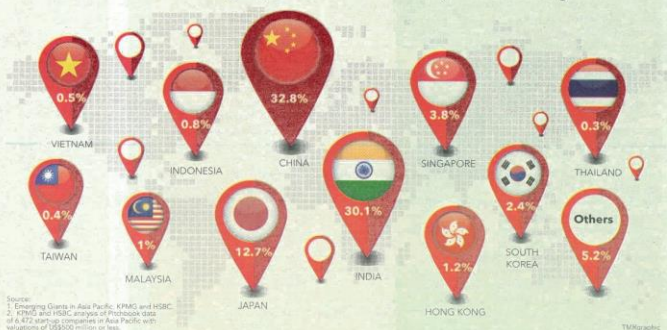 0.5%
VIETNAM
0.8%
INDONESIA
32.8%
CHINA
3.8%
SINGAPORE
0.3%
THAILAND
0.4%
TAIWAN
1%
MALAYSIA
12.7%
JAPAN
30.1%
INDIA
1.2%
HONG KONG
2.4%
SOUTH
KOREA
Others
5.2%
Source:
1. Emerging Giants in Asia Pacific, KPMG and HSBC.
2. KPMG and HSBC analysis of Pitchbook data
of 6,472 start-up companies in Asia Pacific with
valuations of US$500 million or less.